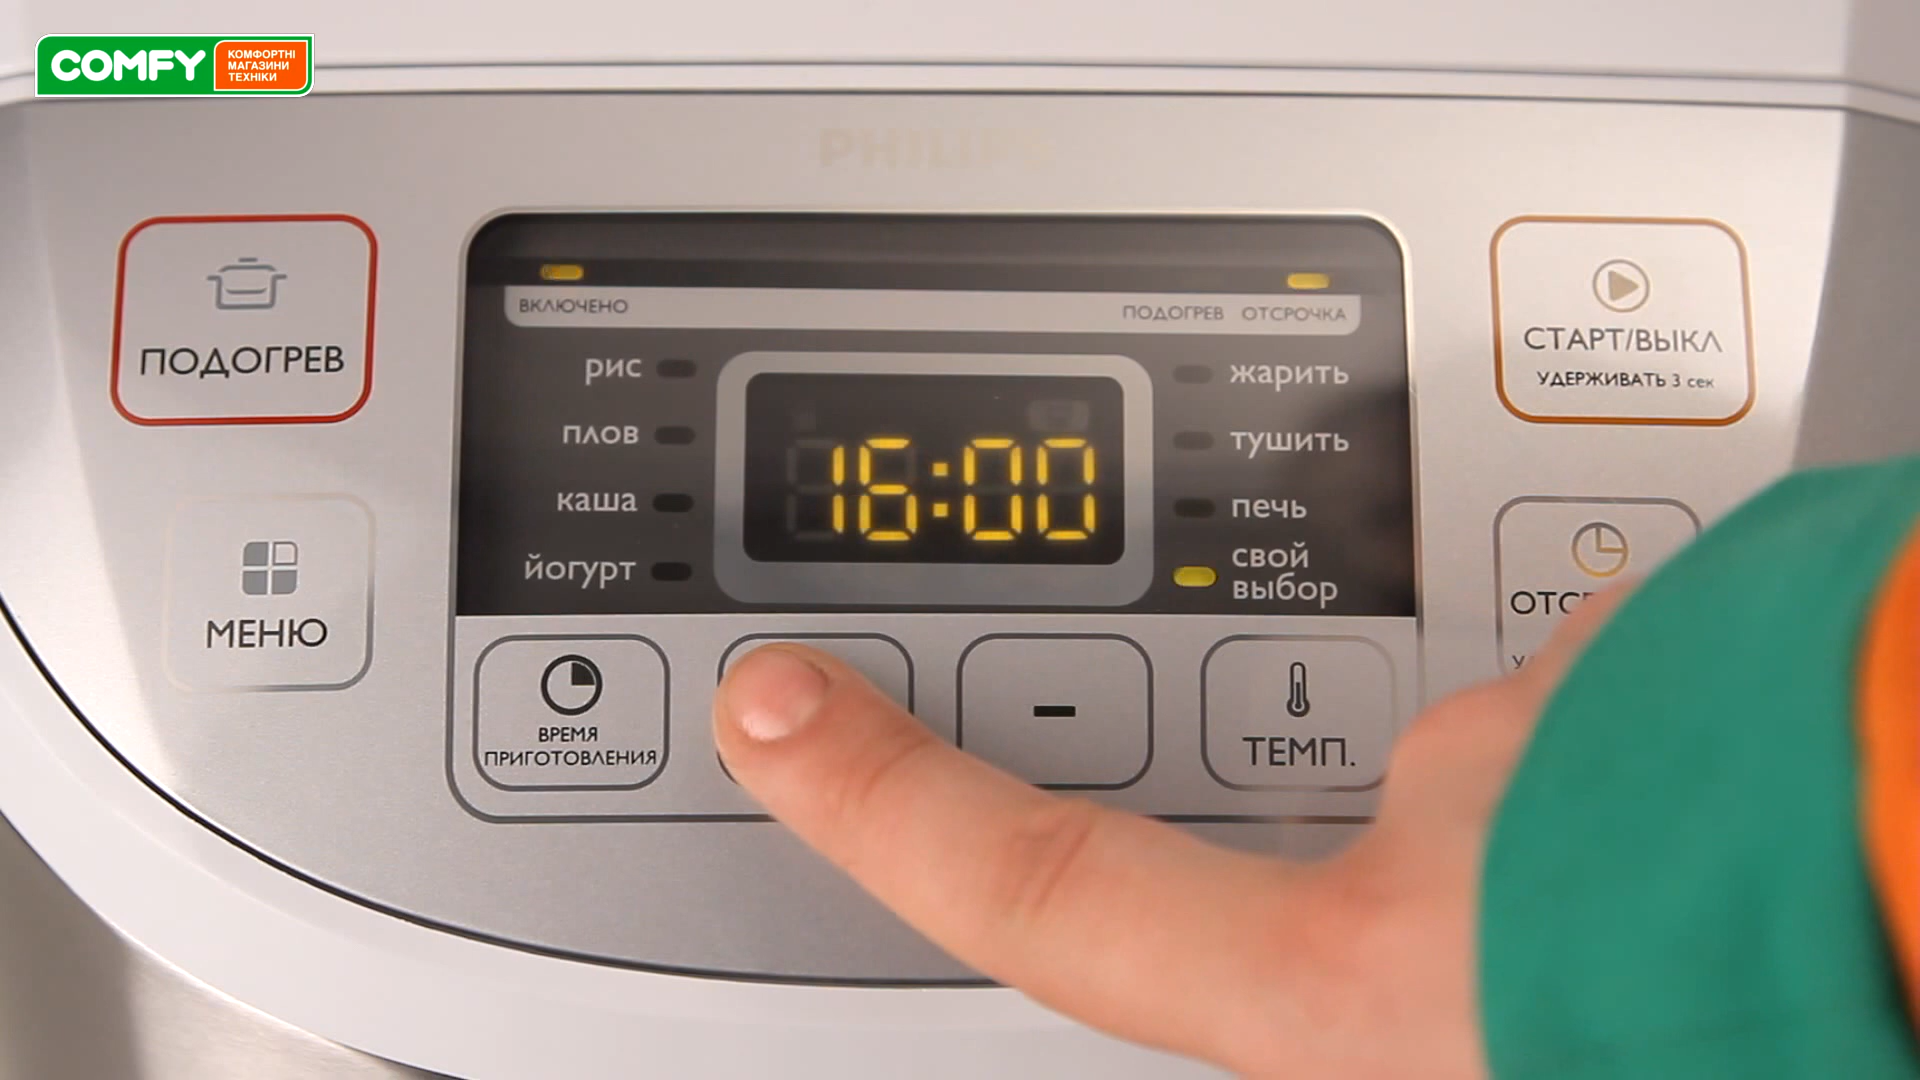 COMFY
КОМФОРТНІ
МАГАЗИНИ
ТЕХНІКИ
PHILIPS
ПОДОГРЕВ
МЕНЮ
ВКЛЮЧЕНО
ПОДОГРЕВ ОТСРОЧКА
рис
плов
каша
йогурт
16:00
жарить
тушить
печь
свой
выбор
ВРЕМЯ
ПРИГОТОВЛЕНИЯ
-
ТЕМП.
СТАРТ/ВЫКЛ
УДЕРЖИВАТЬ 3 сек